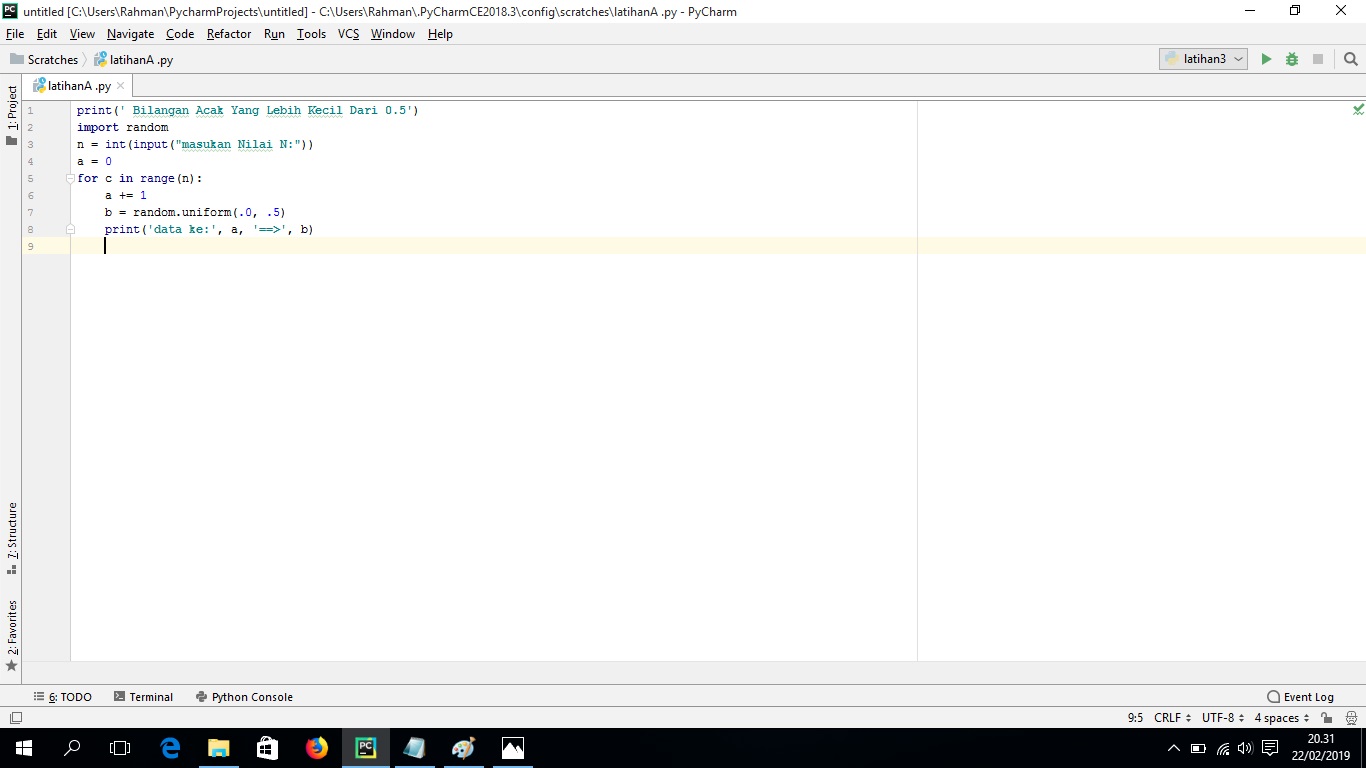 PC untitled [C:\Users\Rahman\PycharmProjects\untitled] - C:\Users\Rahman\.PyCharmCE2018.3\config\scratches\latihanA .py - PyCharm
File Edit View Navigate Code Refactor Run Tools VCS Window Help
Scratches latihanA .py latihan3
1: Project
latihanA .py
1 print(' Bilangan Acak Yang Lebih Kecil Dari 0.5')
2 import random
3 n = int(input("masukan Nilai N:"))
4 a = 0
5 for c in range(n):
6     a += 1
7     b = random.uniform(.0, .5)
8     print('data ke:', a, '==>', b)
9
7: Structure
2: Favorites
6: TODO Terminal Python Console Event Log
9:5 CRLF UTF-8 4 spaces
PC
20.31
22/02/2019